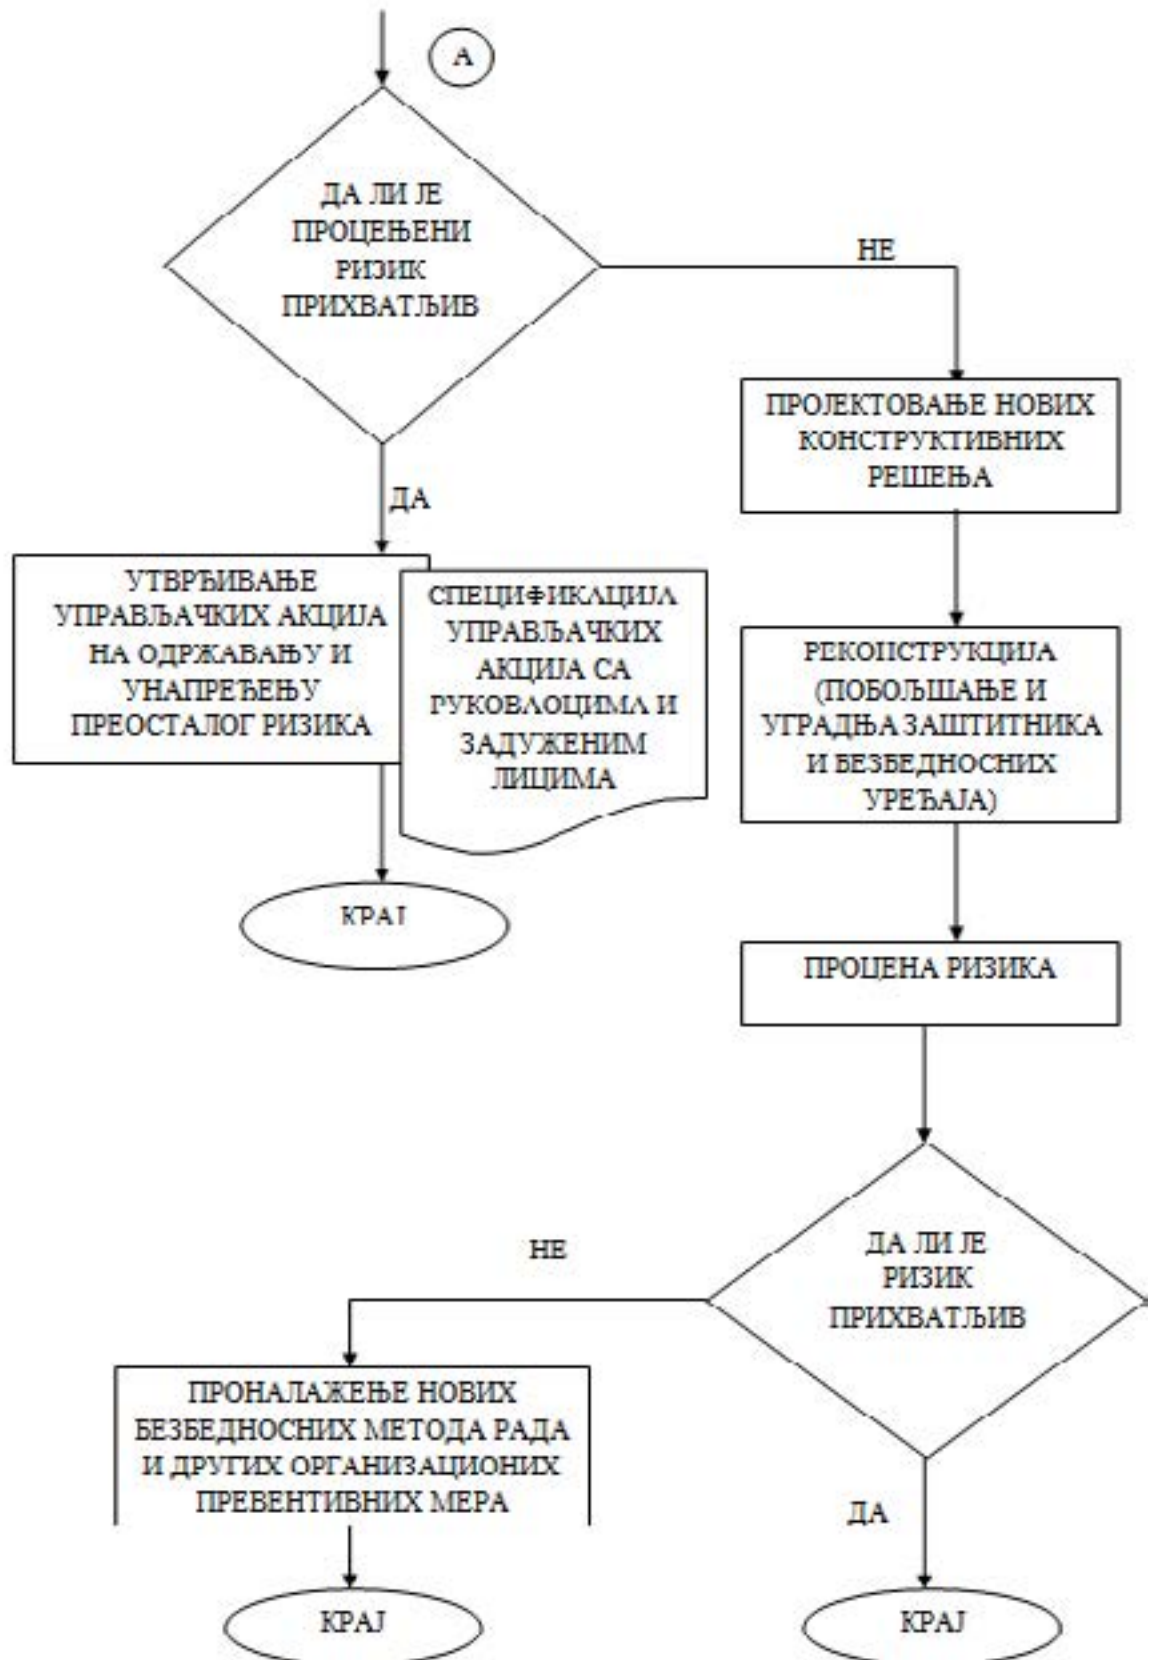 А
ДА ЛИ ЈЕ
ПРОЦЕЊЕНИ
РИЗИК
ПРИХВАТЉИВ
НЕ
ДА
ПРОЈЕКТОВАЊЕ НОВИХ
КОНСТРУКТИВНИХ
РЕШЕЊА
УТВРЂИВАЊЕ
УПРАВЉАЧКИХ АКЦИЈА
НА ОДРЖАВАЊУ И
УНАПРЕЂЕЊУ
ПРЕОСТАЛОГ РИЗИКА
СПЕЦИФИКАЦИЈА
УПРАВЉАЧКИХ
АКЦИЈА СА
РУКОВАОЦИМА И
ЗАДУЖЕНИМ
ЛИЦИМА
РЕКОНСТРУКЦИЈА
(ПОБОЉШАЊЕ И
УГРАДЊА ЗАШТИТНИКА
И БЕЗБЕДНОСНИХ
УРЕЂАЈА)
КРАЈ
ПРОЦЕНА РИЗИКА
ДА ЛИ ЈЕ
РИЗИК
ПРИХВАТЉИВ
НЕ
ДА
ПРОНАЛАЖЕЊЕ НОВИХ
БЕЗБЕДНОСНИХ МЕТОДА РАДА
И ДРУГИХ ОРГАНИЗАЦИОНИХ
ПРЕВЕНТИВНИХ МЕРА
КРАЈ
КРАЈ